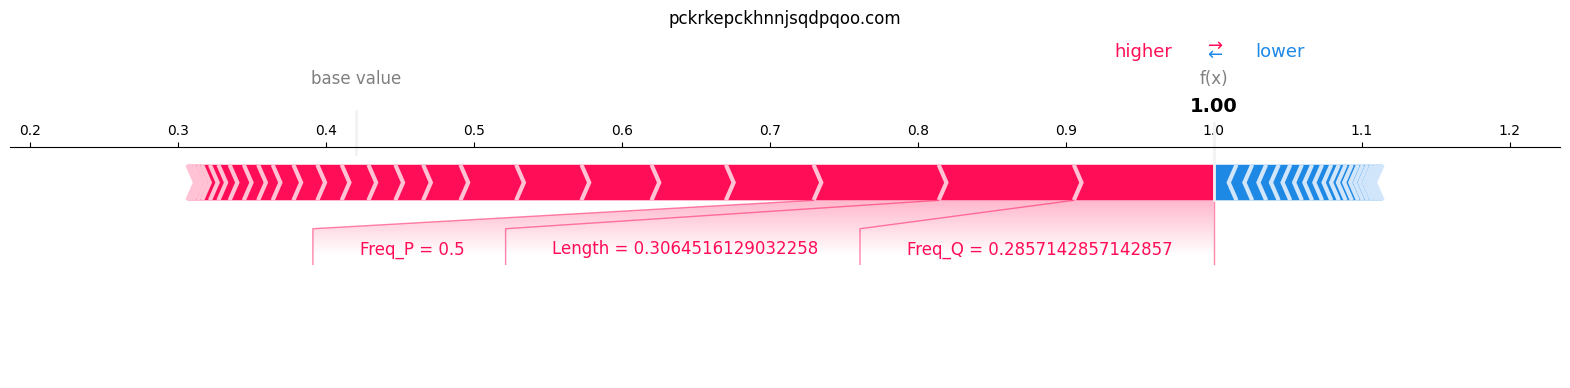 pckrkepckhnnjsqdpqoo.com
higher → ← lower
base value f(x)
1.00
0.2 0.3 0.4 0.5 0.6 0.7 0.8 0.9 1.0 1.1 1.2
Freq_P = 0.5 Length = 0.3064516129032258 Freq_Q = 0.2857142857142857